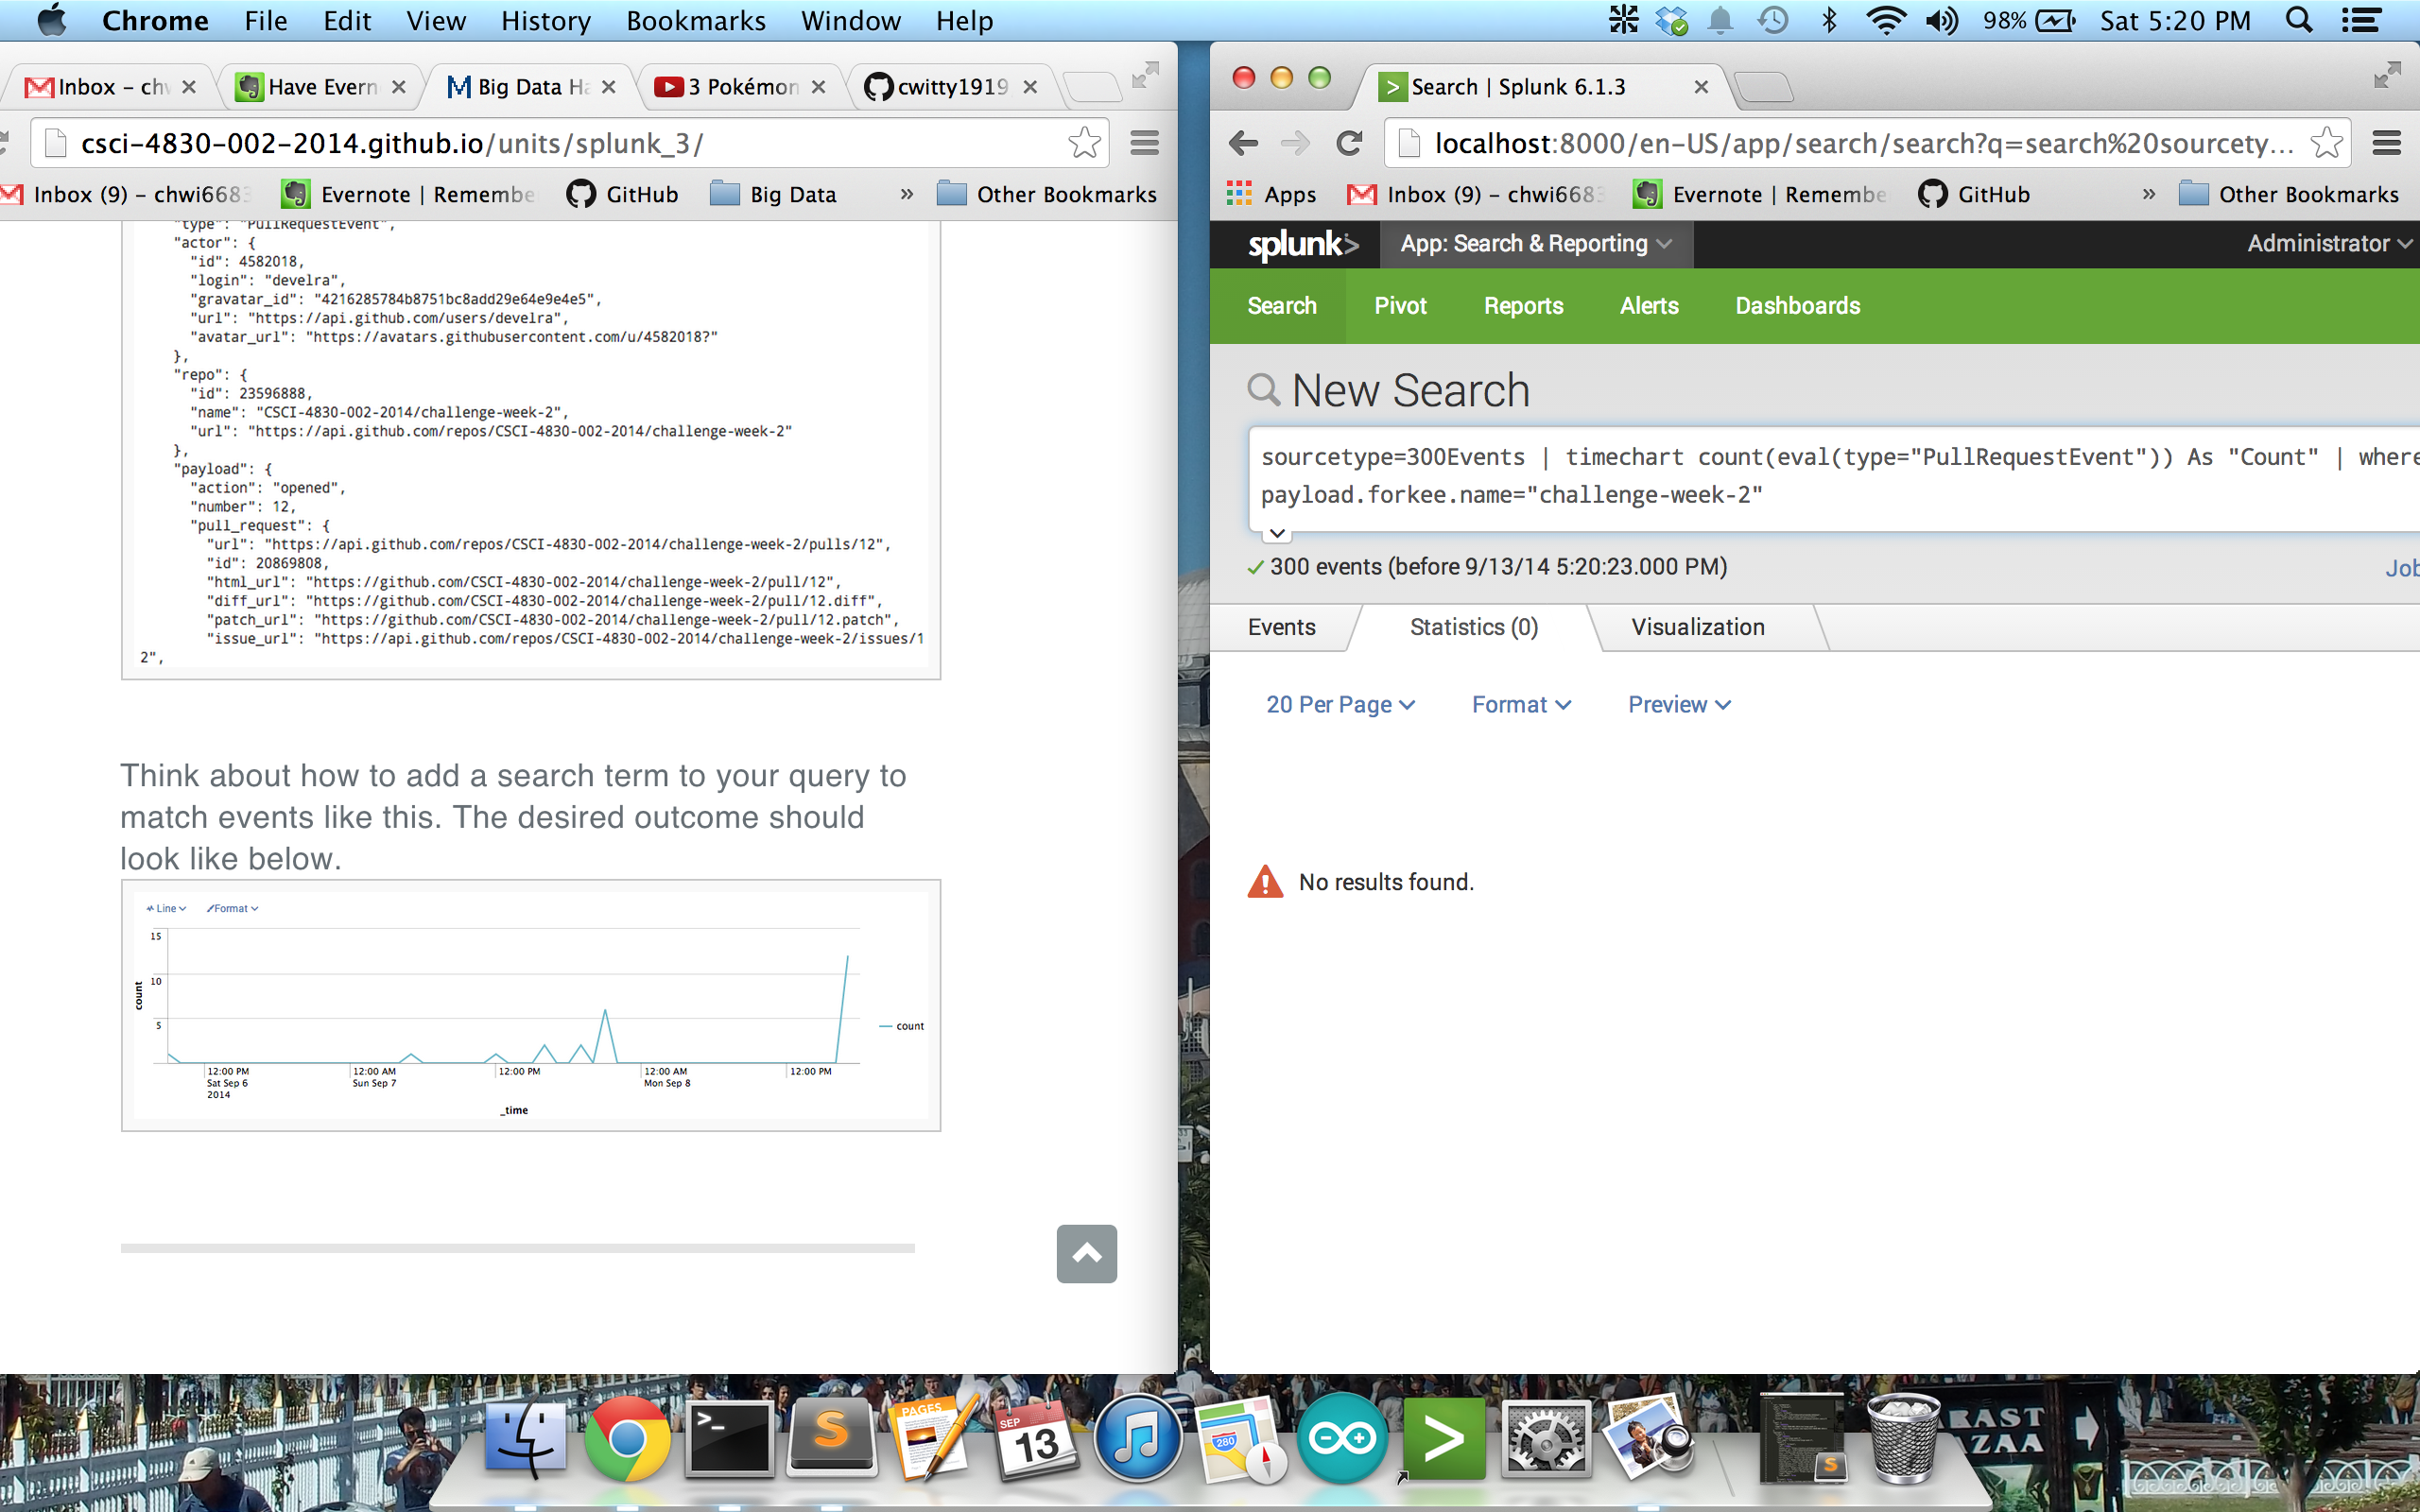 Chrome File Edit View History Bookmarks Window Help
98% Sat 5:20 PM
Inbox – ch
Have Evern
Big Data Ha
3 Pokémon
cwitty1919
csci-4830-002-2014.github.io/units/splunk_3/
Inbox (9) – chwi6683
Evernote | Remembe
GitHub
Big Data
»
Other Bookmarks
"type": "PullRequestEvent",
"actor": {
"id": 4582018,
"login": "develra",
"gravatar_id": "4216285784b8751bc8add29e64e9e4e5",
"url": "https://api.github.com/users/develra",
"avatar_url": "https://avatars.githubusercontent.com/u/4582018?"
},
"repo": {
"id": 23596888,
"name": "CSCI-4830-002-2014/challenge-week-2",
"url": "https://api.github.com/repos/CSCI-4830-002-2014/challenge-week-2"
},
"payload": {
"action": "opened",
"number": 12,
"pull_request": {
"url": "https://api.github.com/repos/CSCI-4830-002-2014/challenge-week-2/pulls/12",
"id": 20869808,
"html_url": "https://github.com/CSCI-4830-002-2014/challenge-week-2/pull/12",
"diff_url": "https://github.com/CSCI-4830-002-2014/challenge-week-2/pull/12.diff",
"patch_url": "https://github.com/CSCI-4830-002-2014/challenge-week-2/pull/12.patch",
"issue_url": "https://api.github.com/repos/CSCI-4830-002-2014/challenge-week-2/issues/1
2",
Think about how to add a search term to your query to
match events like this. The desired outcome should
look like below.
Line Format
15
10
5
count
count
12:00 PM
Sat Sep 6
2014
12:00 AM
Sun Sep 7
12:00 PM
12:00 AM
Mon Sep 8
12:00 PM
_time
Search | Splunk 6.1.3
localhost:8000/en-US/app/search/search?q=search%20sourcety...
Apps
Inbox (9) – chwi6683
Evernote | Remembe
GitHub
»
Other Bookmarks
splunk>
App: Search & Reporting
Administrator
Search Pivot Reports Alerts Dashboards
New Search
sourcetype=300Events | timechart count(eval(type="PullRequestEvent")) As "Count" | where
payload.forkee.name="challenge-week-2"
300 events (before 9/13/14 5:20:23.000 PM)
Job
Events
Statistics (0)
Visualization
20 Per Page Format Preview
No results found.
PAGES
SEP
13
280